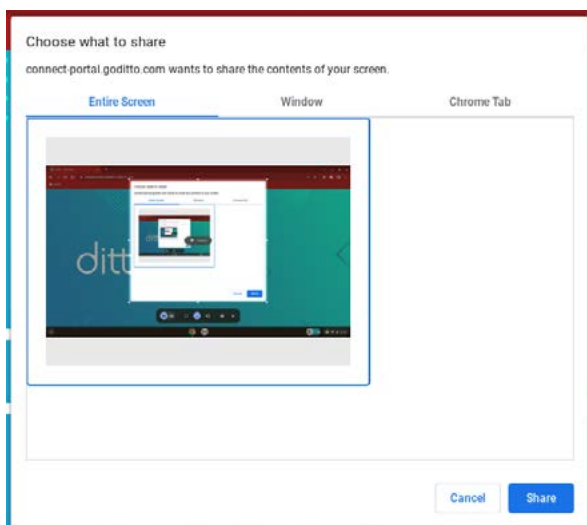 Choose what to share
connect-portal.goditto.com wants to share the contents of your screen.
Entire Screen Window Chrome Tab
ditt
Cancel Share